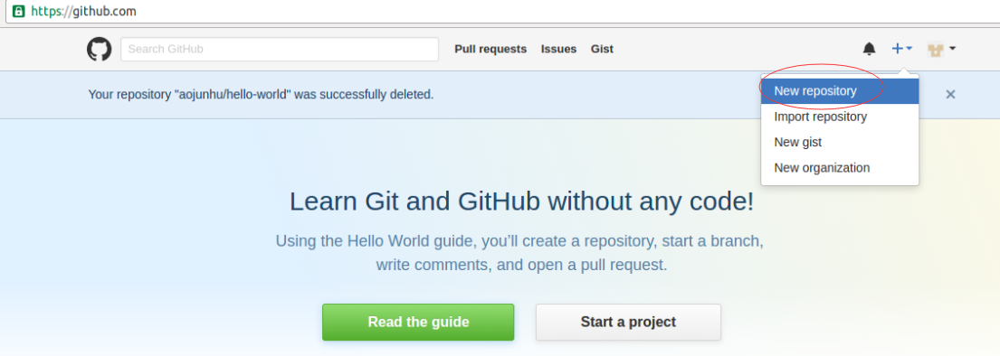 https://github.com
Search GitHub
Pull requests Issues Gist
Your repository "aojunhu/hello-world" was successfully deleted.
New repository
Import repository
New gist
New organization
Learn Git and GitHub without any code!
Using the Hello World guide, you’ll create a repository, start a branch,
write comments, and open a pull request.
Read the guide
Start a project